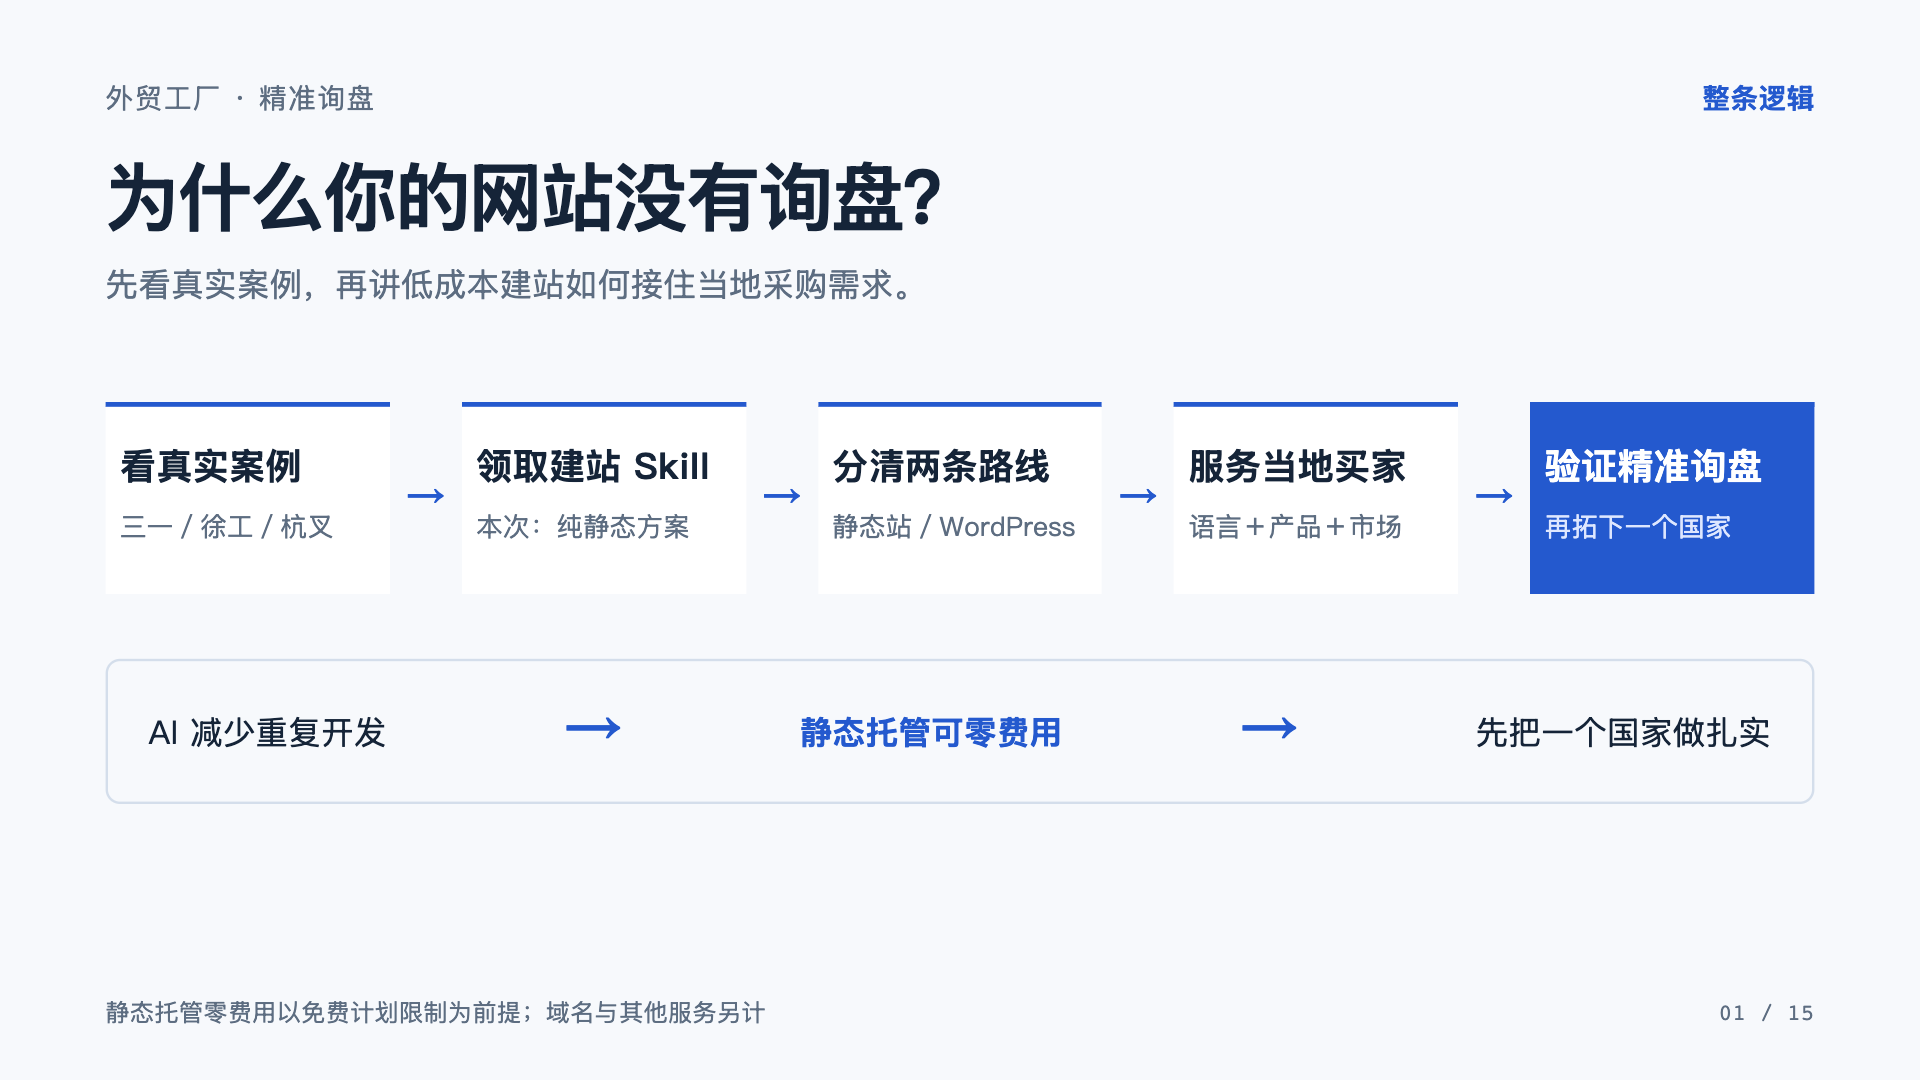 外贸工厂 · 精准询盘
整条逻辑
为什么你的网站没有询盘？
先看真实案例，再讲低成本建站如何接住当地采购需求。
看真实案例
三一 / 徐工 / 杭叉
→
领取建站 Skill
本次：纯静态方案
→
分清两条路线
静态站 / WordPress
→
服务当地买家
语言＋产品＋市场
→
验证精准询盘
再拓下一个国家
AI 减少重复开发 → 静态托管可零费用 → 先把一个国家做扎实
静态托管零费用以免费计划限制为前提；域名与其他服务另计
01 / 15